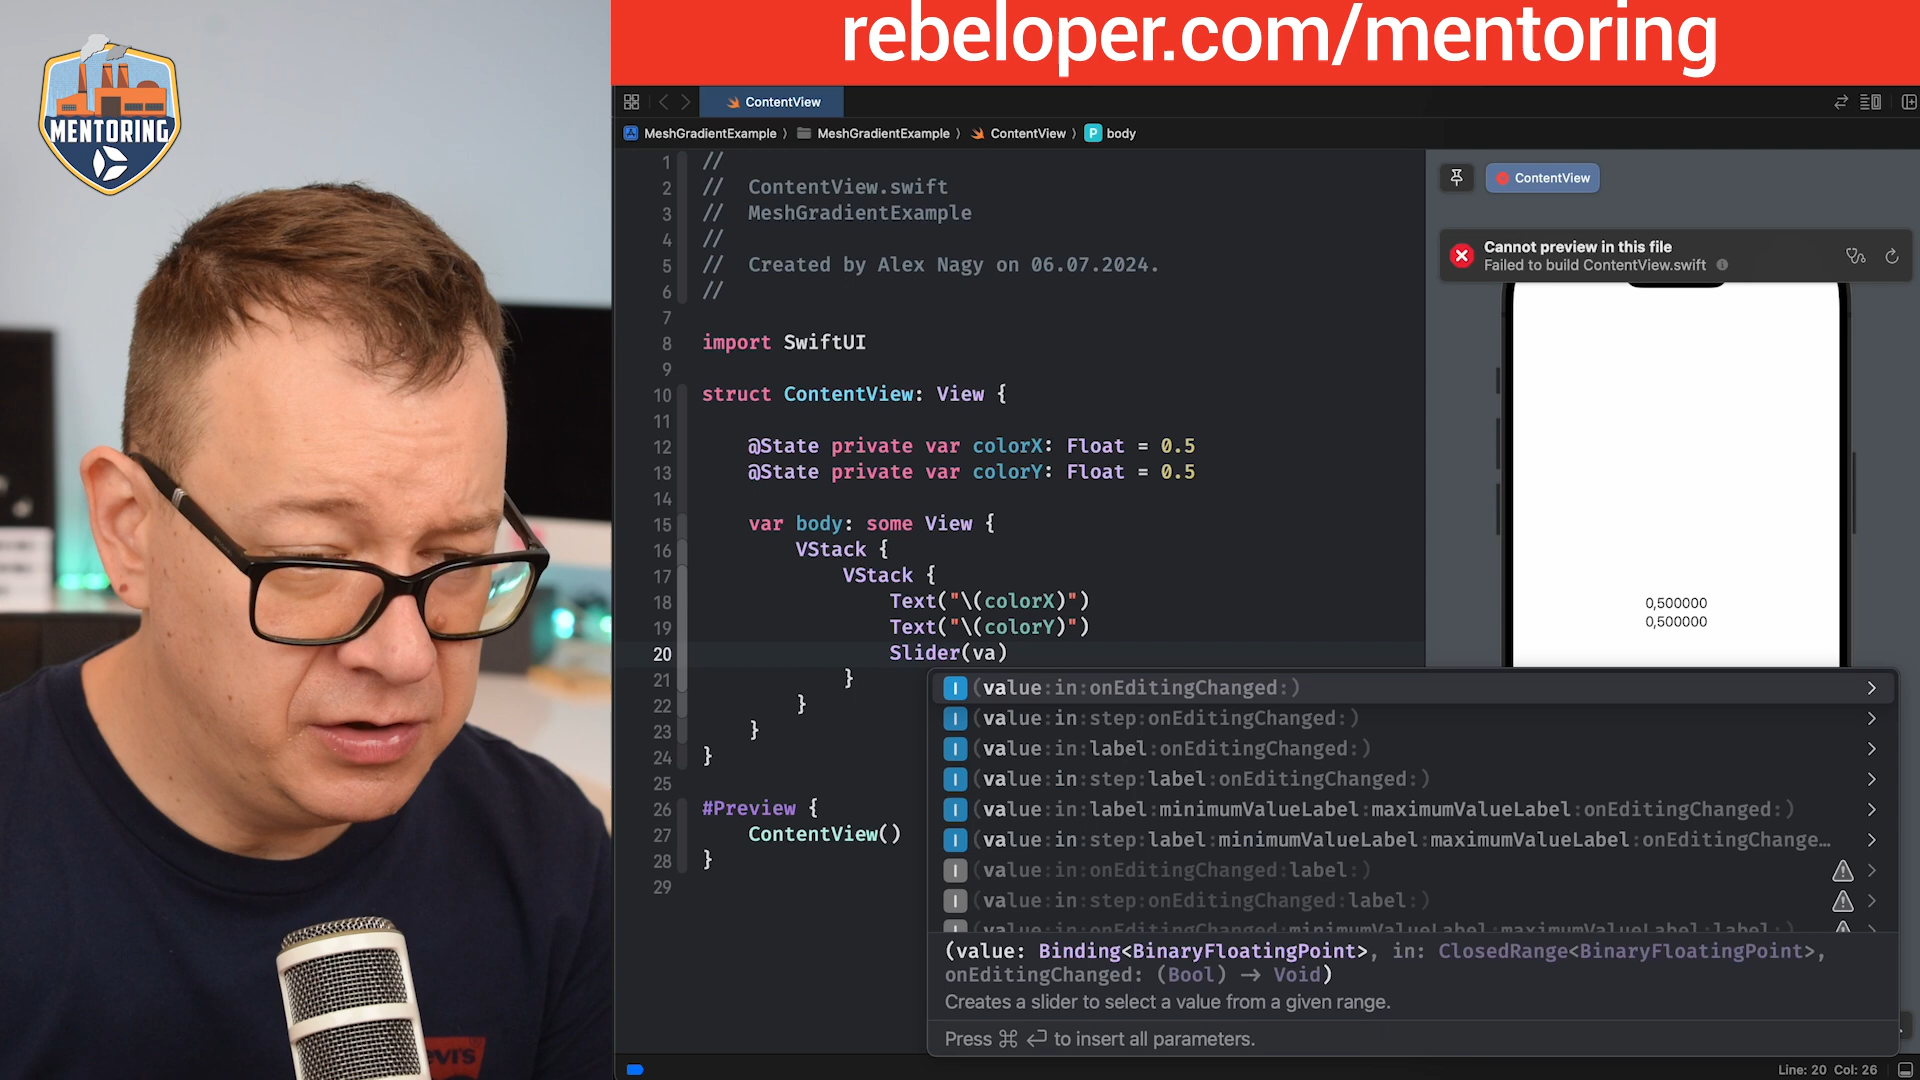 rebeloper.com/mentoring
MENTORING
ContentView
MeshGradientExample
MeshGradientExample
ContentView
P
body
1 //
2 // ContentView.swift
3 // MeshGradientExample
4 //
5 // Created by Alex Nagy on 06.07.2024.
6 //
7
8 import SwiftUI
9
10 struct ContentView: View {
11
12 @State private var colorX: Float = 0.5
13 @State private var colorY: Float = 0.5
14
15 var body: some View {
16 VStack {
17 VStack {
18 Text("\(colorX)")
19 Text("\(colorY)")
20 Slider(va)
21 }
22 }
23 }
24 }
25
26 #Preview {
27 ContentView()
28 }
29
I (value:in:onEditingChanged:)
I (value:in:step:onEditingChanged:)
I (value:in:label:onEditingChanged:)
I (value:in:step:label:onEditingChanged:)
I (value:in:label:minimumValueLabel:maximumValueLabel:onEditingChanged:)
I (value:in:step:label:minimumValueLabel:maximumValueLabel:onEditingChange…
I (value:in:onEditingChanged:label:)
I (value:in:step:onEditingChanged:label:)
I (value:in:onEditingChanged:minimumValueLabel:maximumValueLabel:label:)
(value: Binding<BinaryFloatingPoint>, in: ClosedRange<BinaryFloatingPoint>,
onEditingChanged: (Bool) → Void)
Creates a slider to select a value from a given range.
Press ⌘ ↩ to insert all parameters.
ContentView
Cannot preview in this file
Failed to build ContentView.swift
0,500000
0,500000
Line: 20 Col: 26